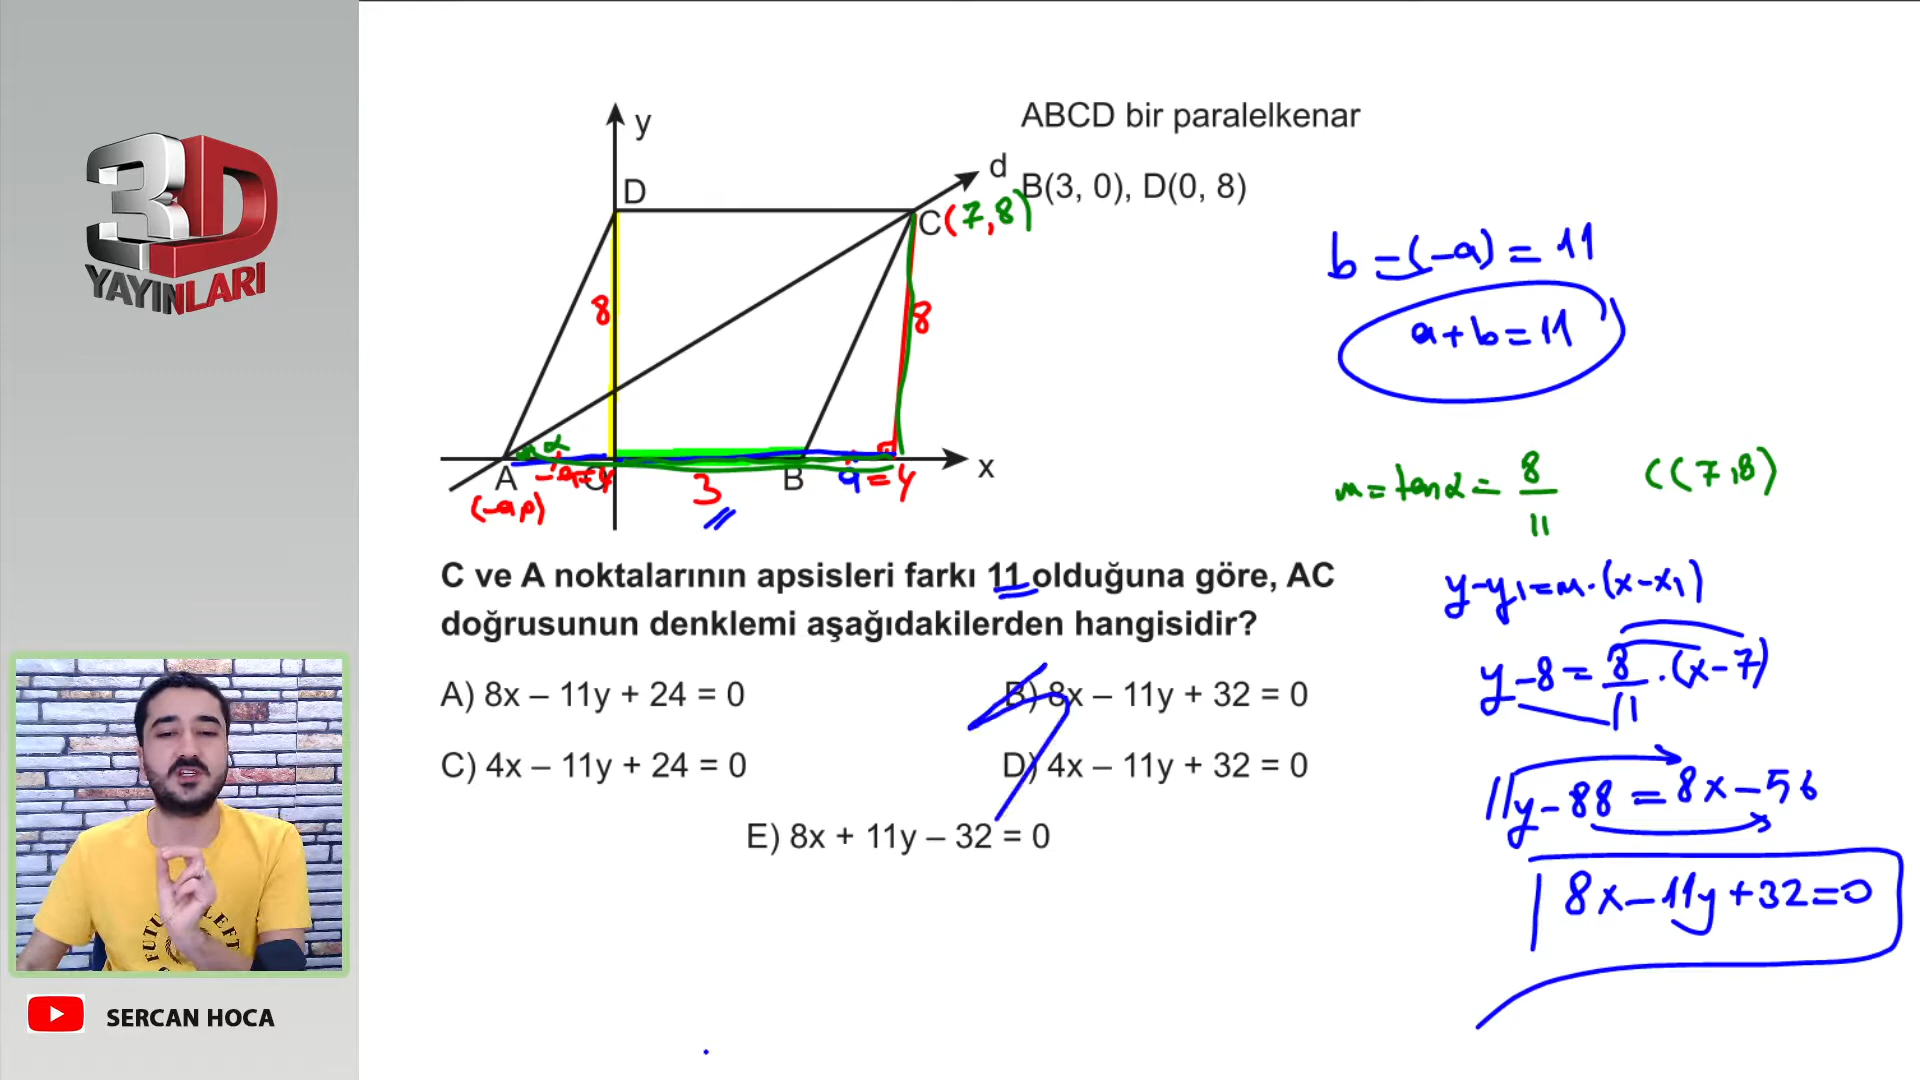 3D
YAYINLARI
y
D
d
C(7,8)
8
8
α
A
B
x
3
a=4
ABCD bir paralelkenar
B(3, 0), D(0, 8)
b-(-a)=11
a+b=11
m=tanα=8/11
C(7,8)
y-y1=m.(x-x1)
y-8=8/11.(x-7)
11y-88=8x-56
8x-11y+32=0
C ve A noktalarının apsisleri farkı 11 olduğuna göre, AC
doğrusunun denklemi aşağıdakilerden hangisidir?
A) 8x – 11y + 24 = 0
B) 8x – 11y + 32 = 0
C) 4x – 11y + 24 = 0
D) 4x – 11y + 32 = 0
E) 8x + 11y – 32 = 0
SERCAN HOCA